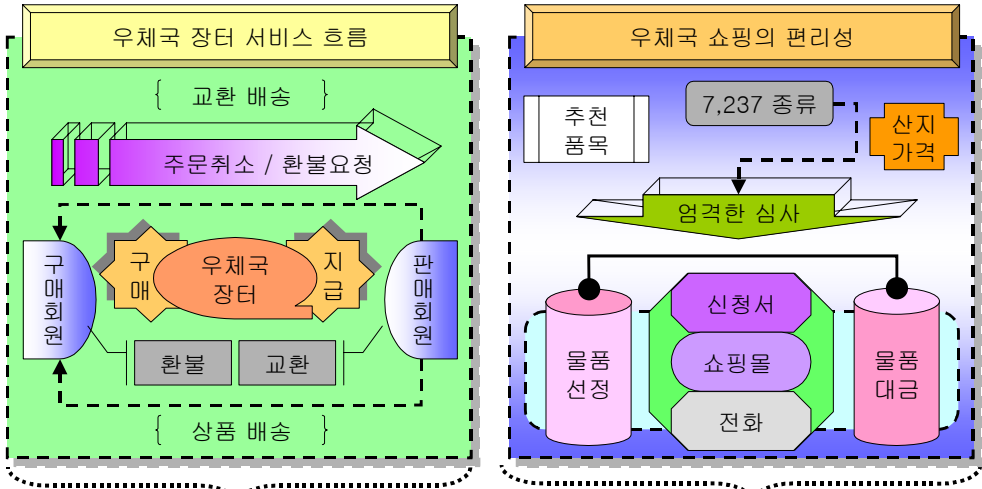 우체국 장터 서비스 흐름
{ 교환 배송 }
주문취소 / 환불요청
구매회원
구매
우체국
장터
지급
판매회원
환불
교환
{ 상품 배송 }
우체국 쇼핑의 편리성
추천
품목
7,237 종류
산지
가격
엄격한 심사
물품
선정
신청서
쇼핑몰
전화
물품
대금